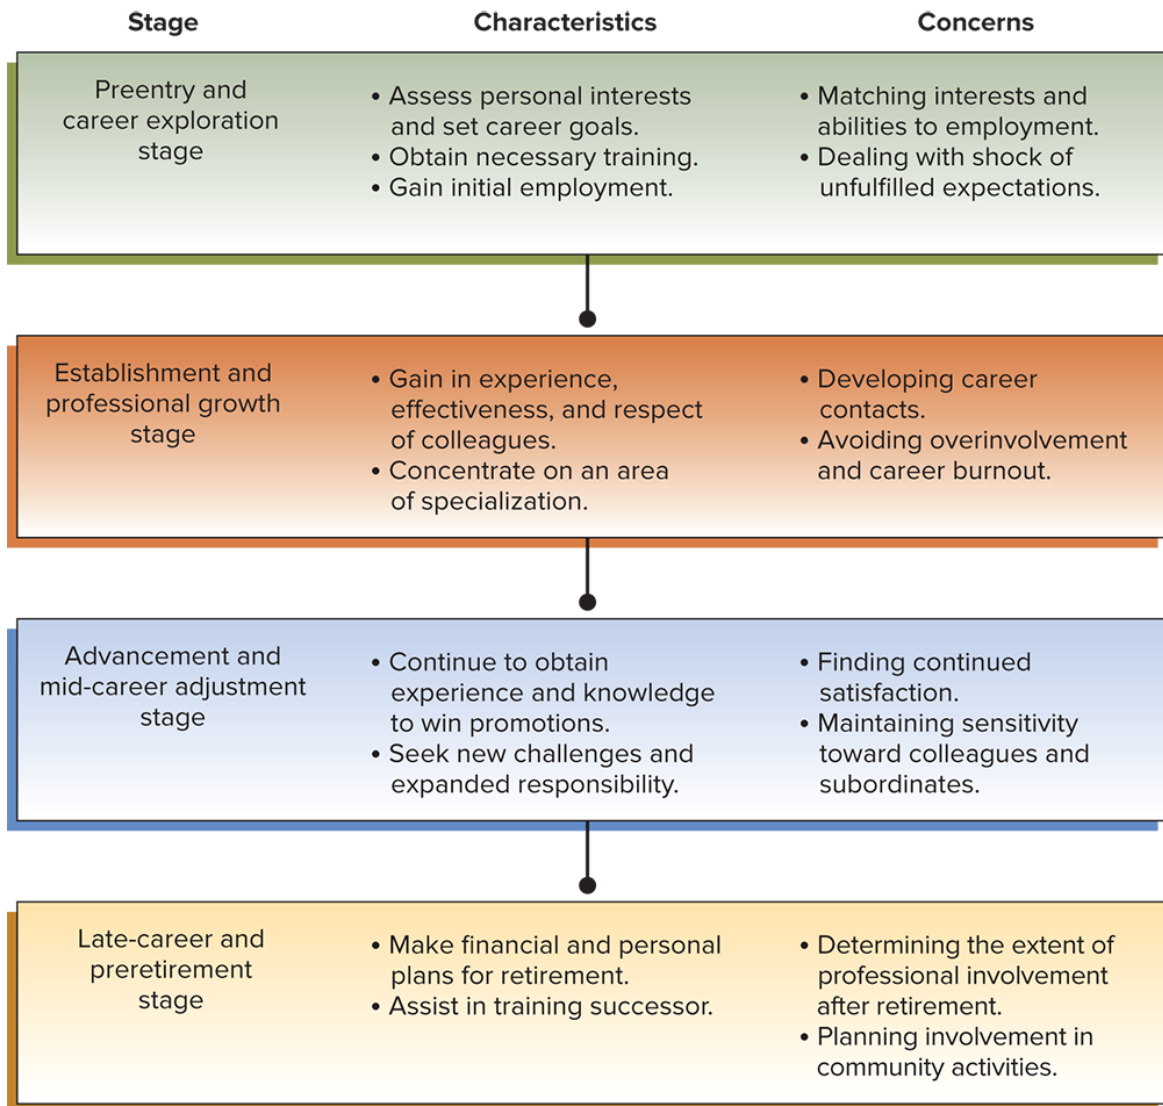 Stage
Characteristics
Concerns
Preentry and
career exploration
stage
• Assess personal interests
and set career goals.
• Obtain necessary training.
• Gain initial employment.
• Matching interests and
abilities to employment.
• Dealing with shock of
unfulfilled expectations.
Establishment and
professional growth
stage
• Gain in experience,
effectiveness, and respect
of colleagues.
• Concentrate on an area
of specialization.
• Developing career
contacts.
• Avoiding overinvolvement
and career burnout.
Advancement and
mid-career adjustment
stage
• Continue to obtain
experience and knowledge
to win promotions.
• Seek new challenges and
expanded responsibility.
• Finding continued
satisfaction.
• Maintaining sensitivity
toward colleagues and
subordinates.
Late-career and
preretirement
stage
• Make financial and personal
plans for retirement.
• Assist in training successor.
• Determining the extent of
professional involvement
after retirement.
• Planning involvement in
community activities.